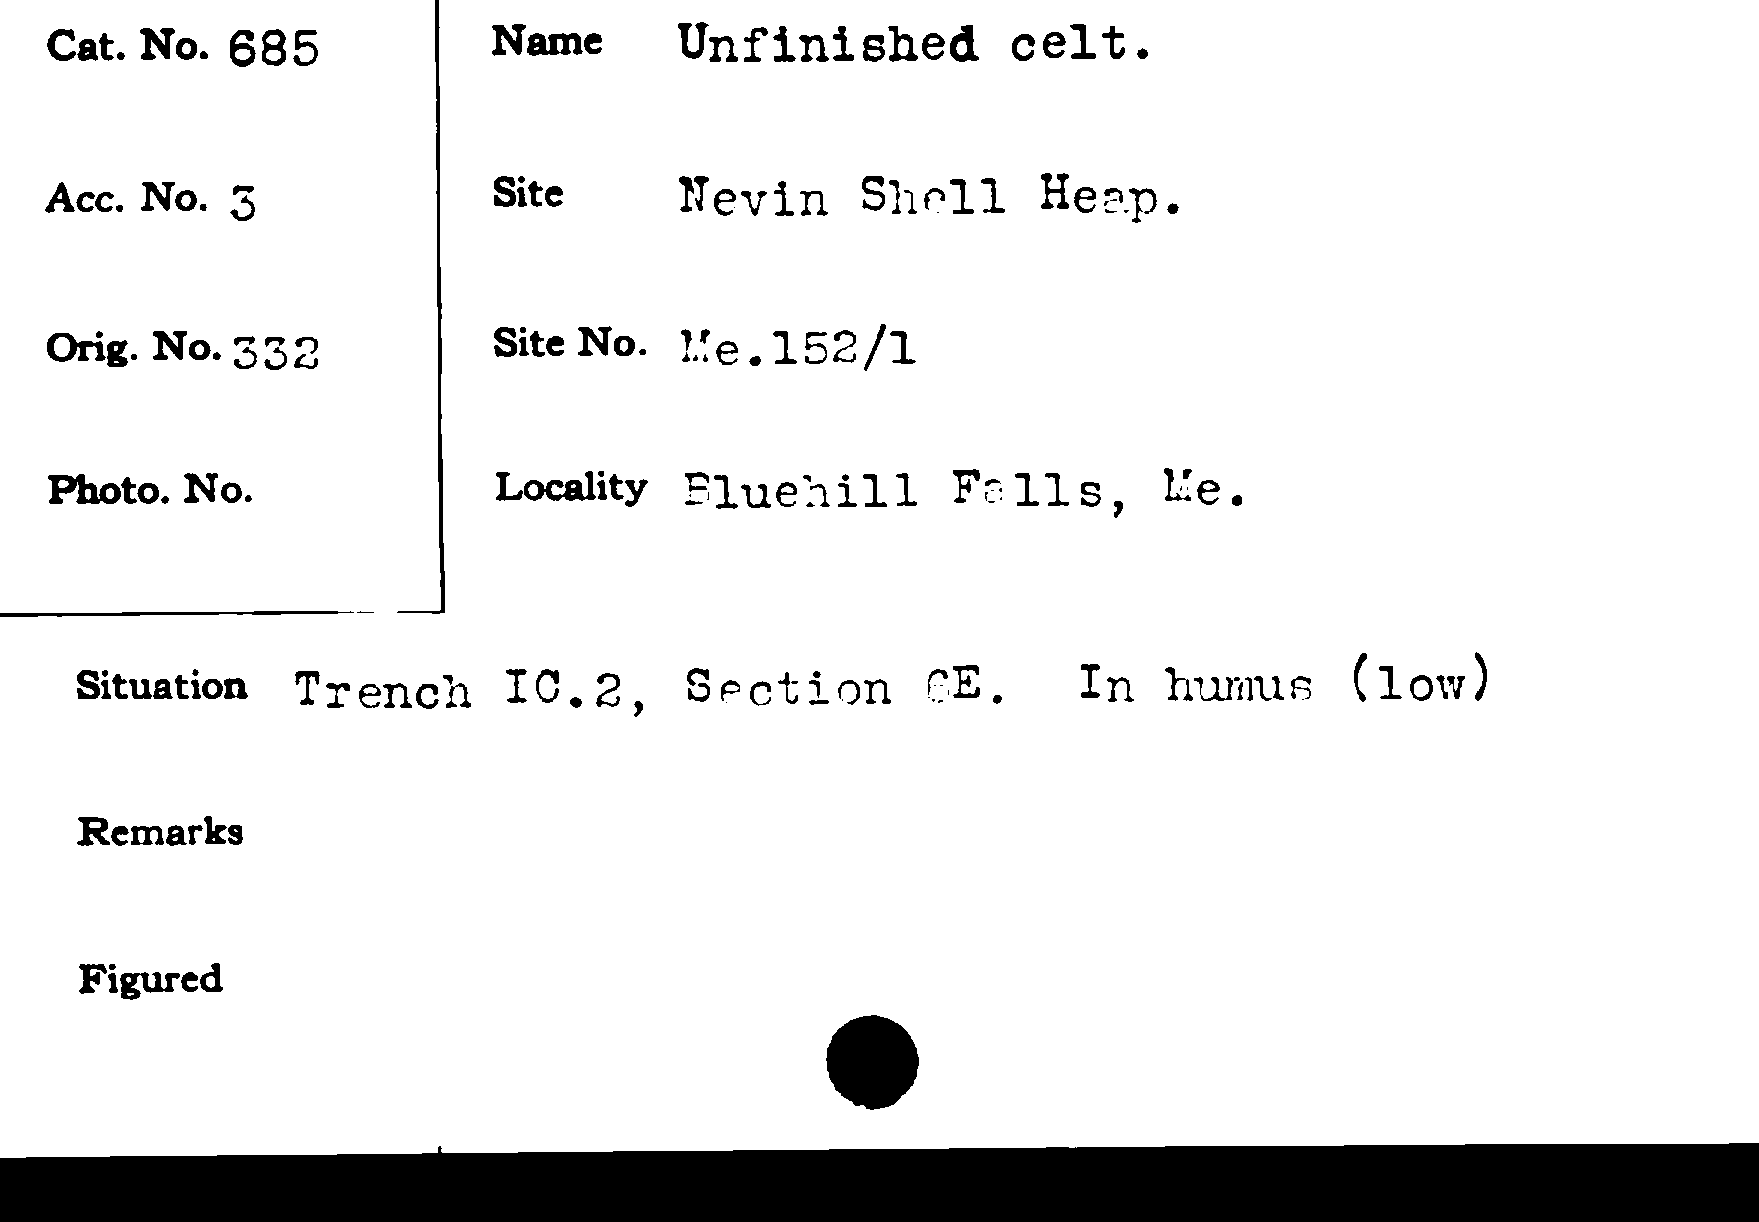 Cat. No. 685
Name Unfinished celt.
Acc. No. 3
Site Nevin Shell Heap.
Orig. No. 332
Site No. Me.152/1
Photo. No.
Locality Bluehill Falls, Me.
Situation Trench IC.2, Section In humus (low)
Remarks
Figured